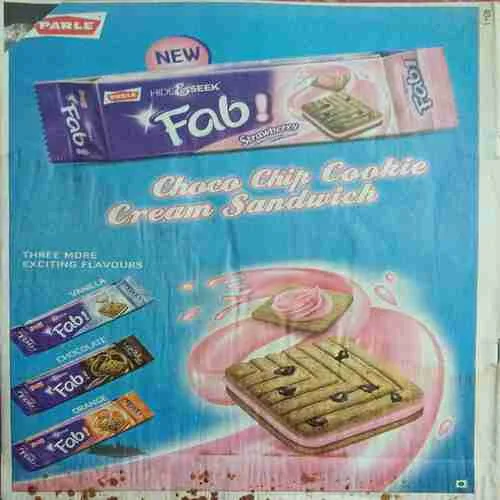 PARLE
NEW
PARLE HIDE & SEEK
Fab!
Fab!
Fab!
Strawberry
Choco Chip Cookie
Cream Sandwich
THREE MORE
EXCITING FLAVOURS
VANILLA
Fab!
CHOCOLATE
Fab!
ORANGE
Fab!